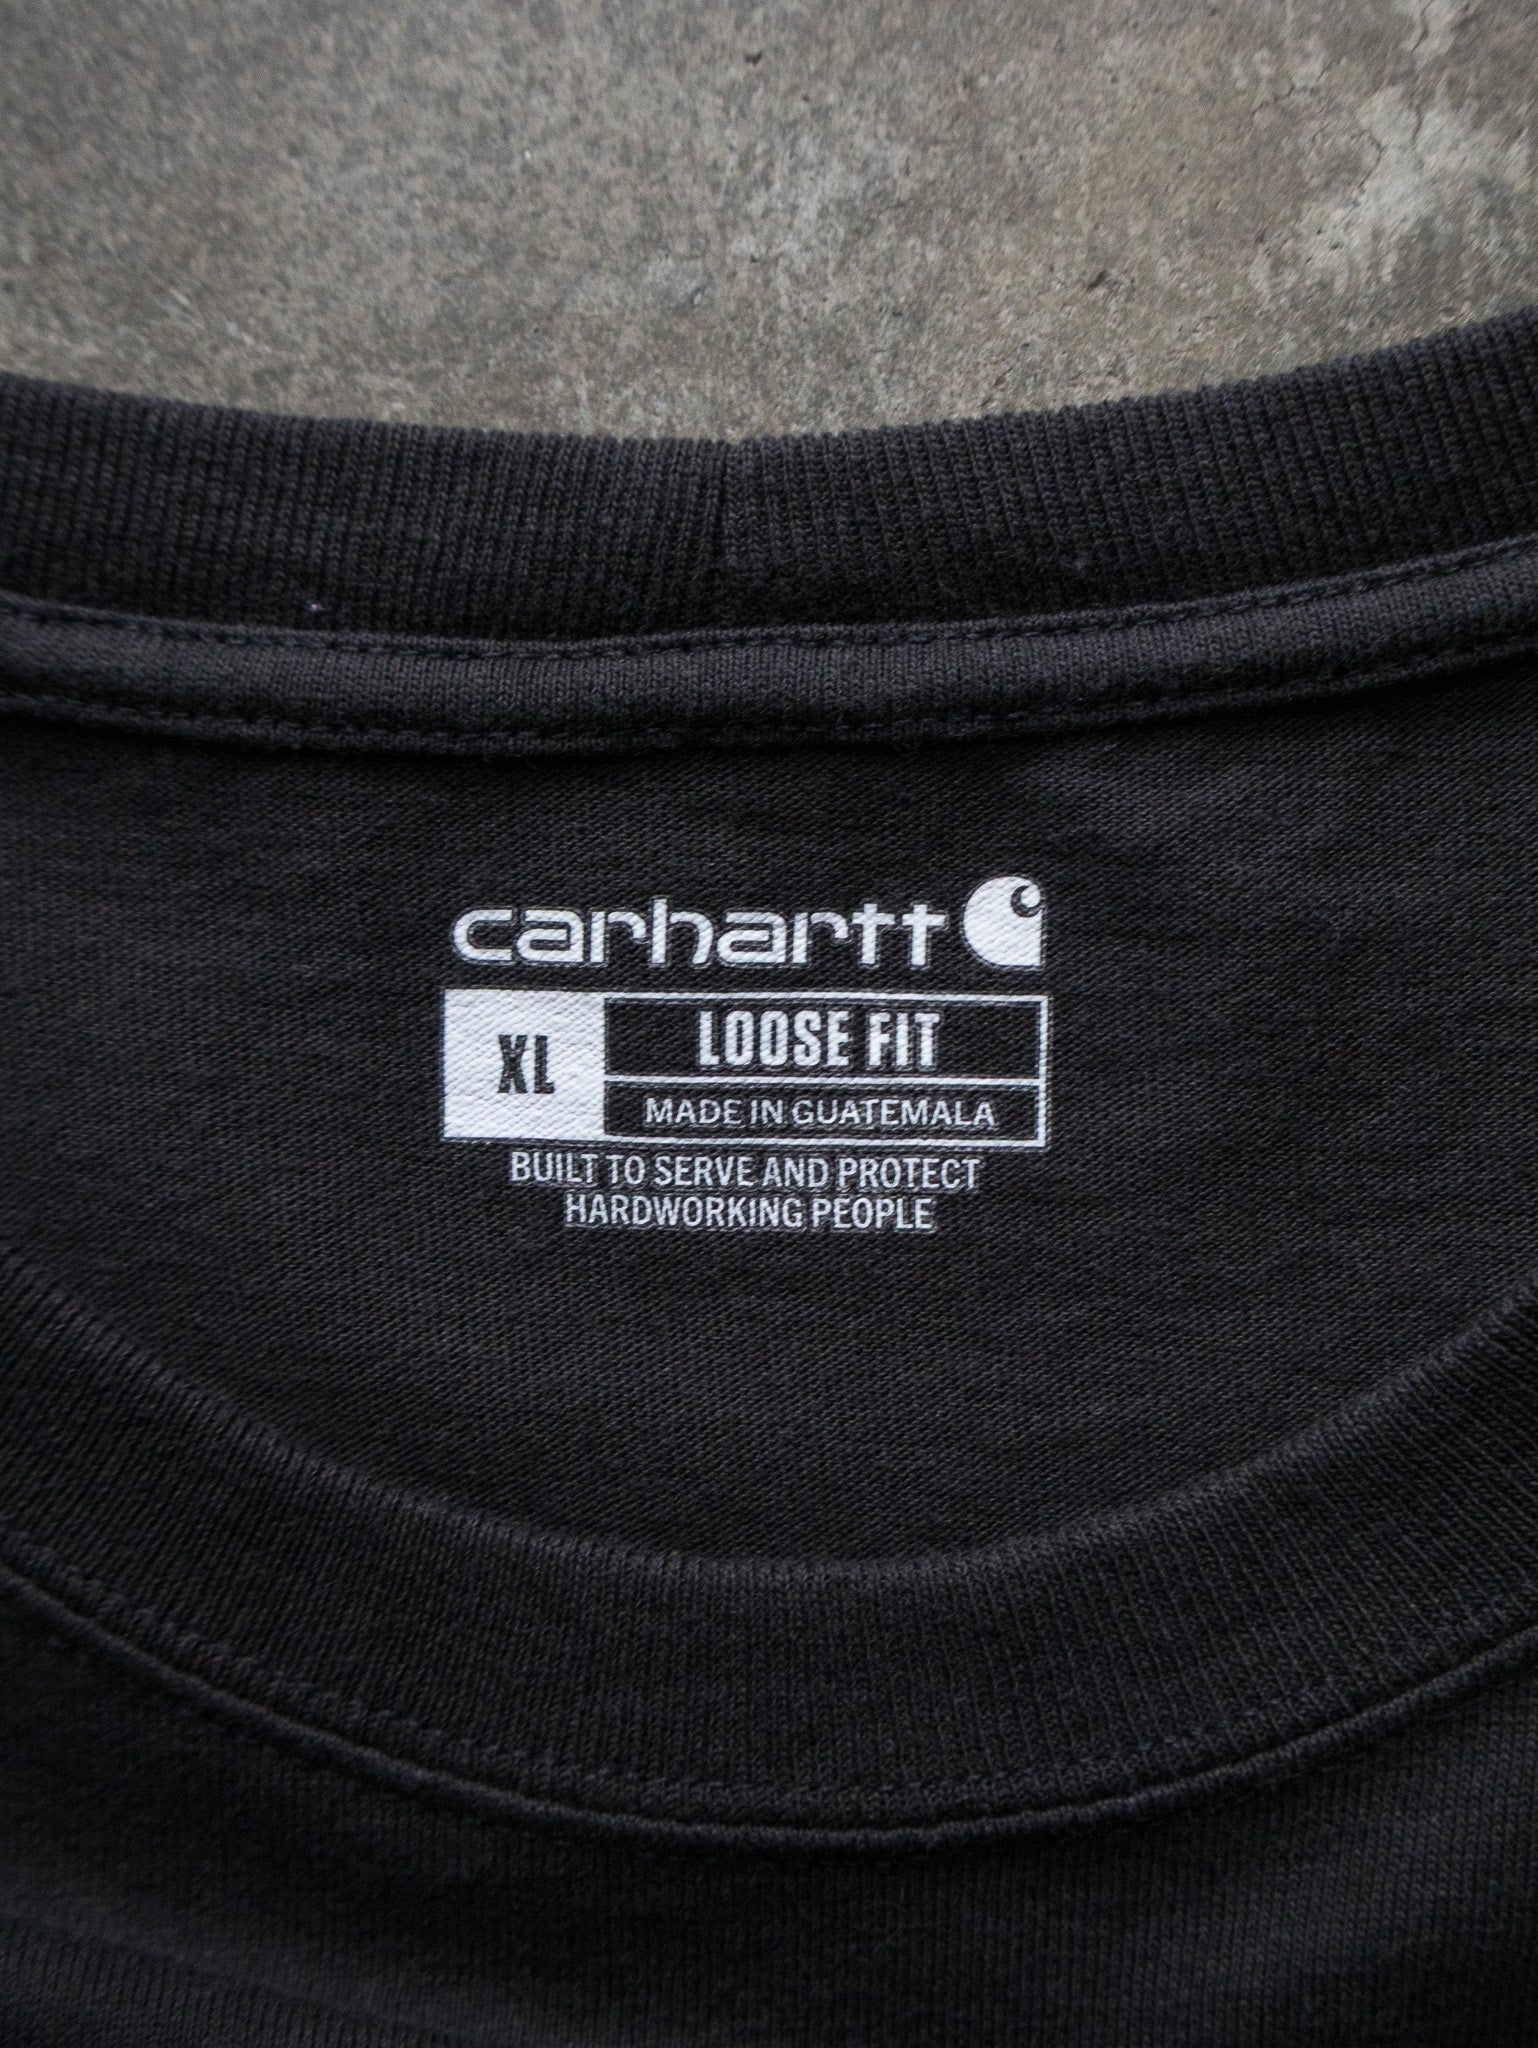 carhartt
XL
LOOSE FIT
MADE IN GUATEMALA
BUILT TO SERVE AND PROTECT
HARDWORKING PEOPLE